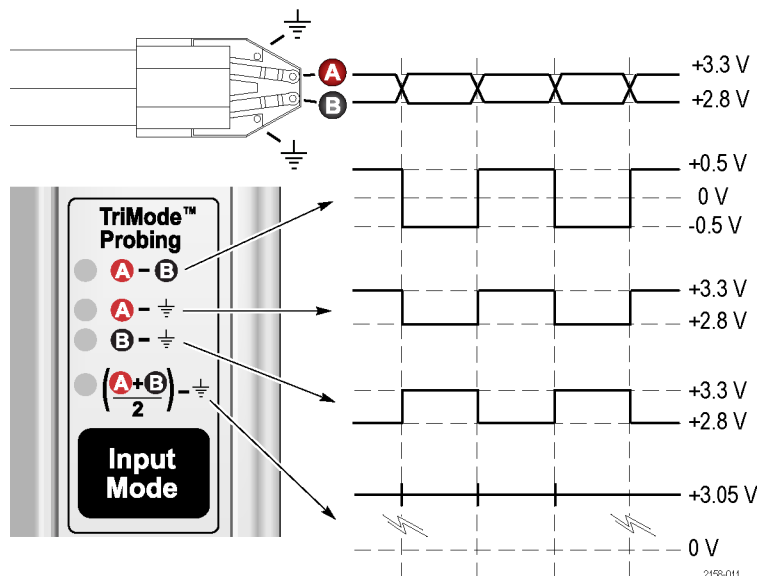 A
B
+3.3 V
+2.8 V
+0.5 V
0 V
-0.5 V
TriMode™
Probing
A - B
A -
B -
(A+B / 2) -
Input
Mode
+3.3 V
+2.8 V
+3.3 V
+2.8 V
+3.05 V
0 V
2158-011